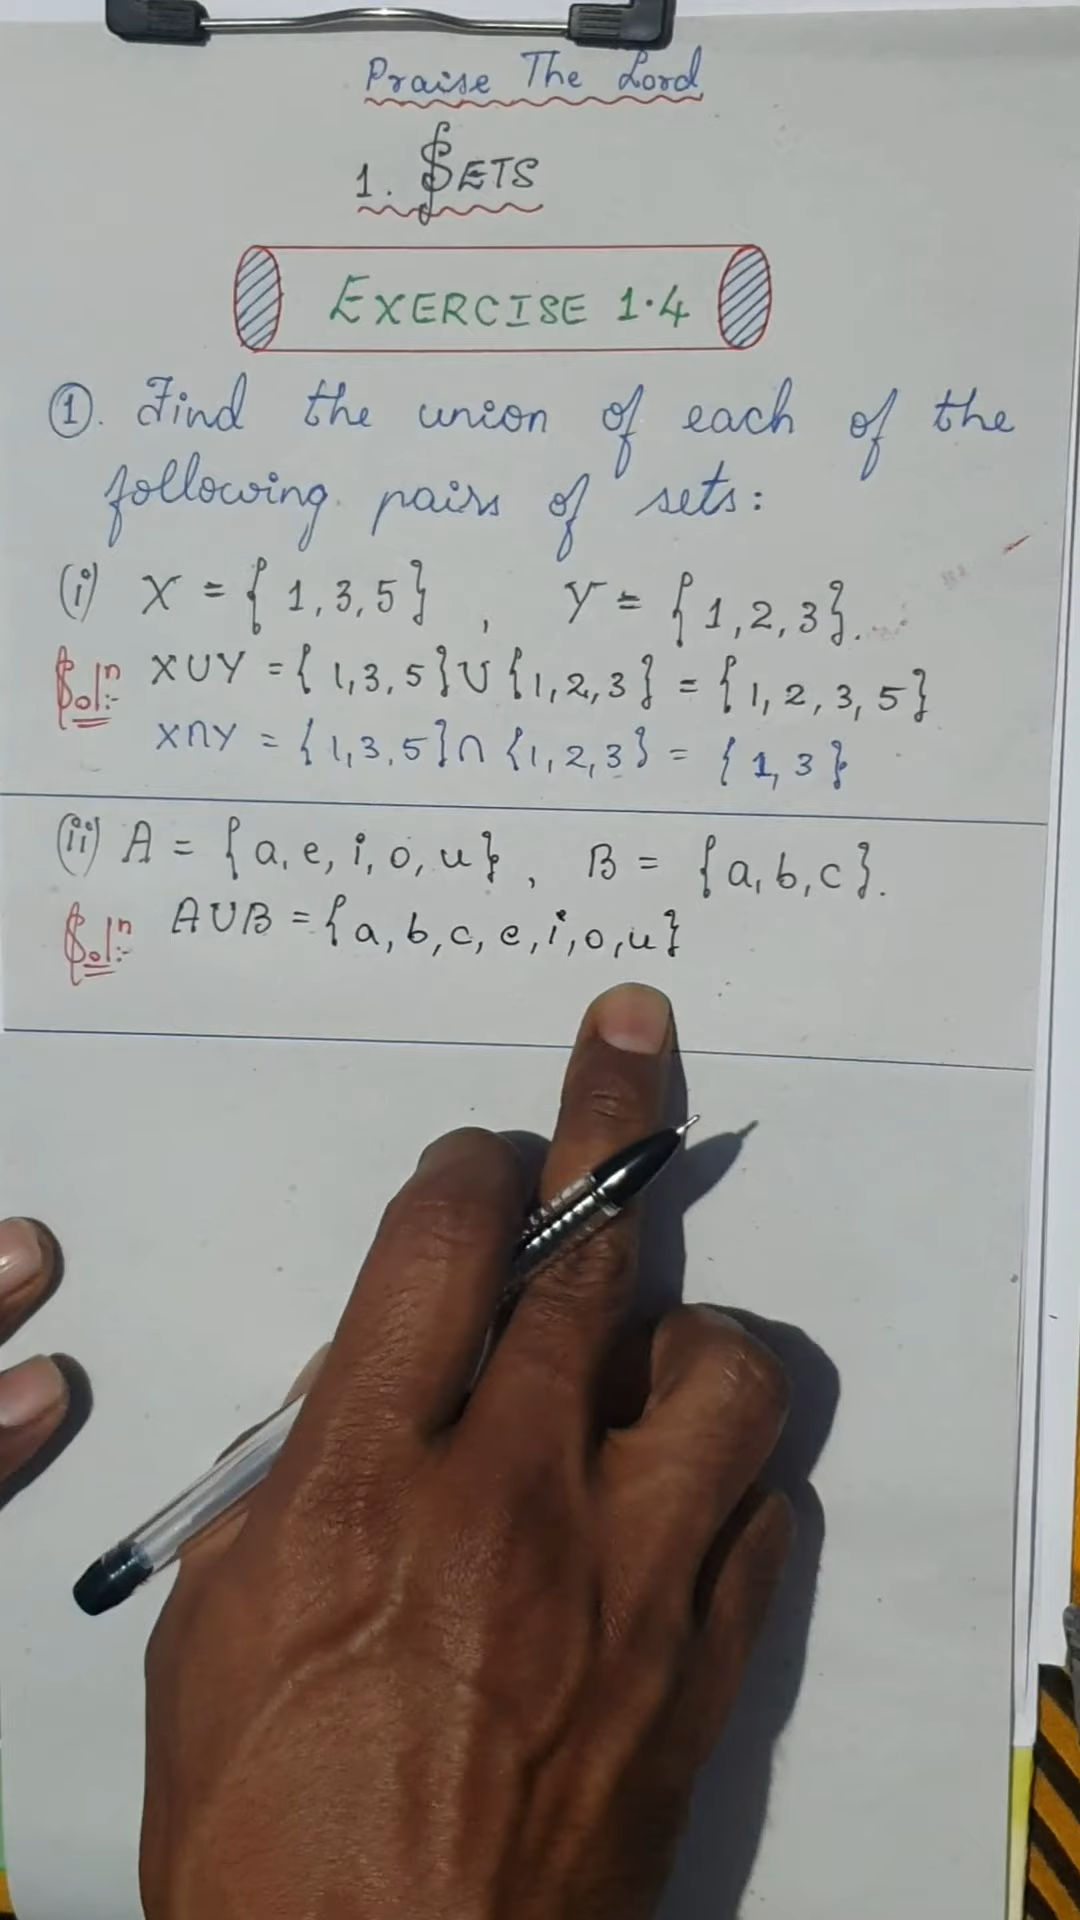 Praise The Lord
1. SETS
EXERCISE 1.4
①. Find the union of each of the
following pairs of sets:
(i) X = { 1, 3, 5 } , Y = { 1, 2, 3 }.
Solⁿ:- X∪Y = { 1, 3, 5 } ∪ { 1, 2, 3 } = { 1, 2, 3, 5 }
X∩Y = { 1, 3, 5 } ∩ { 1, 2, 3 } = { 1, 3 }
(ii) A = { a, e, i, o, u } , B = { a, b, c }.
Solⁿ:- A∪B = { a, b, c, e, i, o, u }